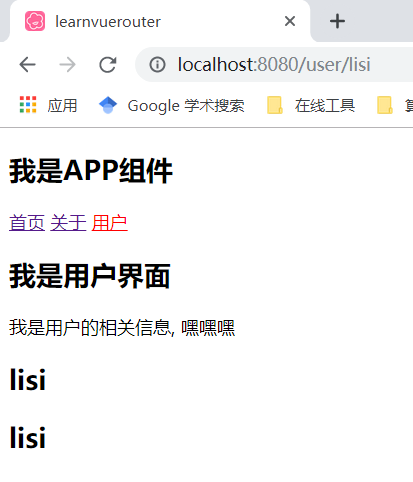 learnvuerouter
localhost:8080/user/lisi
应用 Google 学术搜索 在线工具
我是APP组件
首页 关于 用户
我是用户界面
我是用户的相关信息, 嘿嘿嘿
lisi
lisi